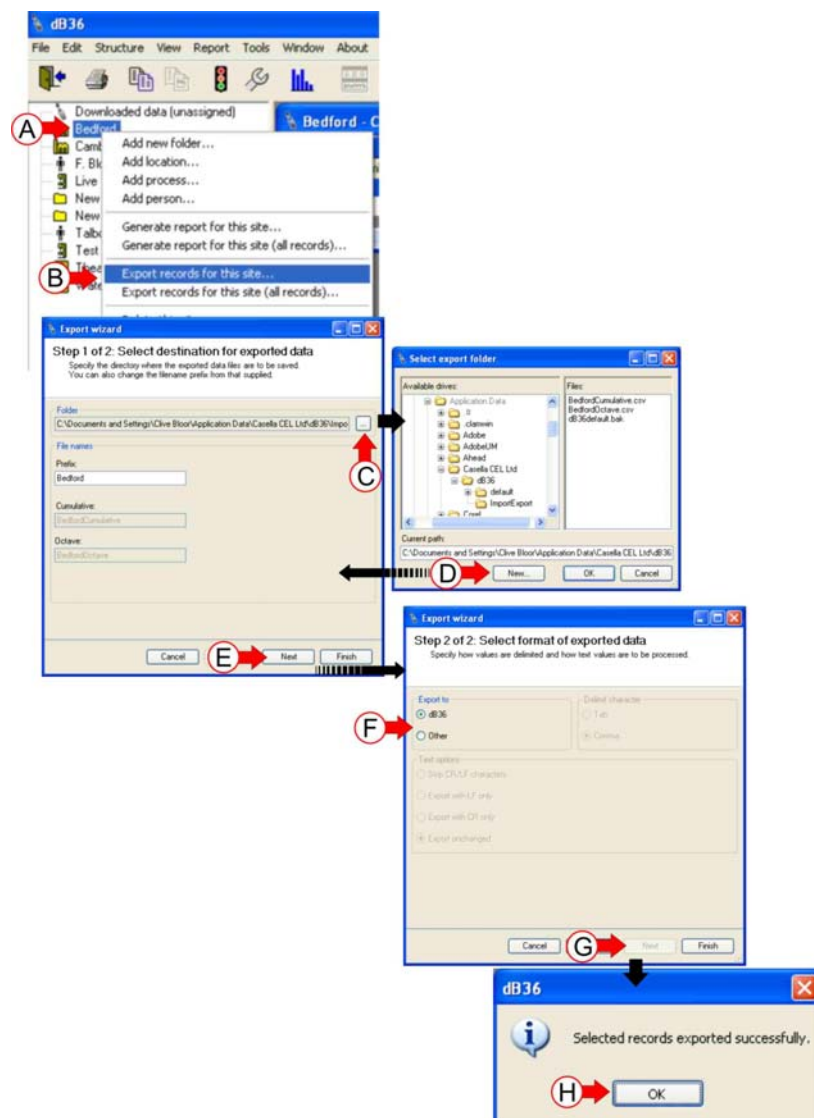 dB36
File Edit Structure View Report Tools Window About
Downloaded data (unassigned)
A
Bedford
Bedford - C
Camb
F. Blo
Live
New
New
Talbo
Test
Add new folder...
Add location...
Add process...
Add person...
Generate report for this site...
Generate report for this site (all records)...
B
Export records for this site...
Export records for this site (all records)...
Export wizard
Step 1 of 2: Select destination for exported data
Specify the directory where the exported data files are to be saved.
You can also change the filename prefix from that supplied.
Folder
C:\Documents and Settings\Clive Bloor\Application Data\Casella CEL Ltd\dB36\Impo
...
C
File names
Prefix:
Bedford
Cumulative:
BedfordCumulative
Octave:
BedfordOctave
Cancel
E
Next
Finish
Select export folder
Available drives:
Files:
Application Data
.#
.clamwin
Adobe
AdobeUM
Ahead
Casella CEL Ltd
dB36
default
ImportExport
Corel
BedfordCumulative.csv
BedfordOctave.csv
dB36default.bak
Current path:
C:\Documents and Settings\Clive Bloor\Application Data\Casella CEL Ltd\dB36
D
New...
OK
Cancel
Export wizard
Step 2 of 2: Select format of exported data
Specify how values are delimited and how text values are to be processed.
Export to
dB36
F
Other
Delimit character
Tab
Comma
Text options
Strip CR/LF characters
Export with LF only
Export with CR only
Export unchanged
Cancel
G
Next
Finish
dB36
Selected records exported successfully.
H
OK